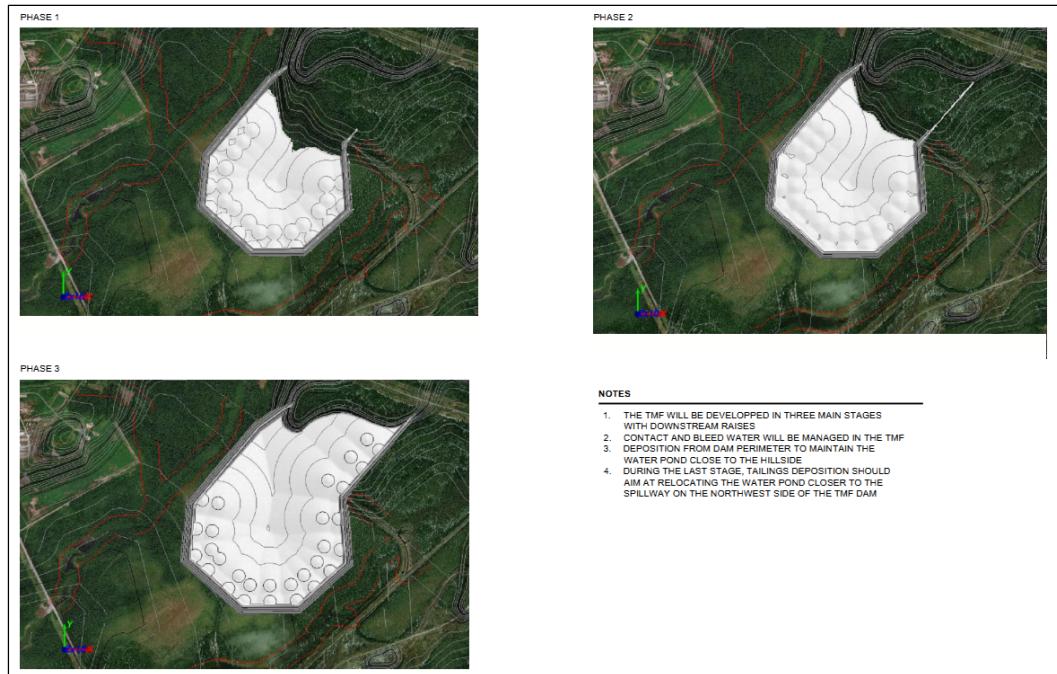 PHASE 1
PHASE 2
PHASE 3
NOTES
1. THE TMF WILL BE DEVELOPPED IN THREE MAIN STAGES
WITH DOWNSTREAM RAISES
2. CONTACT AND BLEED WATER WILL BE MANAGED IN THE TMF
3. DEPOSITION FROM DAM PERIMETER TO MAINTAIN THE
WATER POND CLOSE TO THE HILLSIDE
4. DURING THE LAST STAGE, TAILINGS DEPOSITION SHOULD
AIM AT RELOCATING THE WATER POND CLOSER TO THE
SPILLWAY ON THE NORTHWEST SIDE OF THE TMF DAM